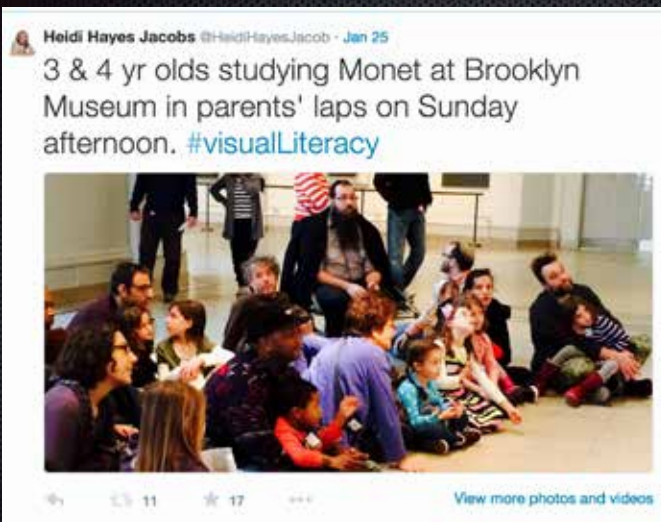 Heidi Hayes Jacobs @HeidiHayesJacob · Jan 25
3 & 4 yr olds studying Monet at Brooklyn
Museum in parents' laps on Sunday
afternoon. #visualLiteracy
11 17 View more photos and videos